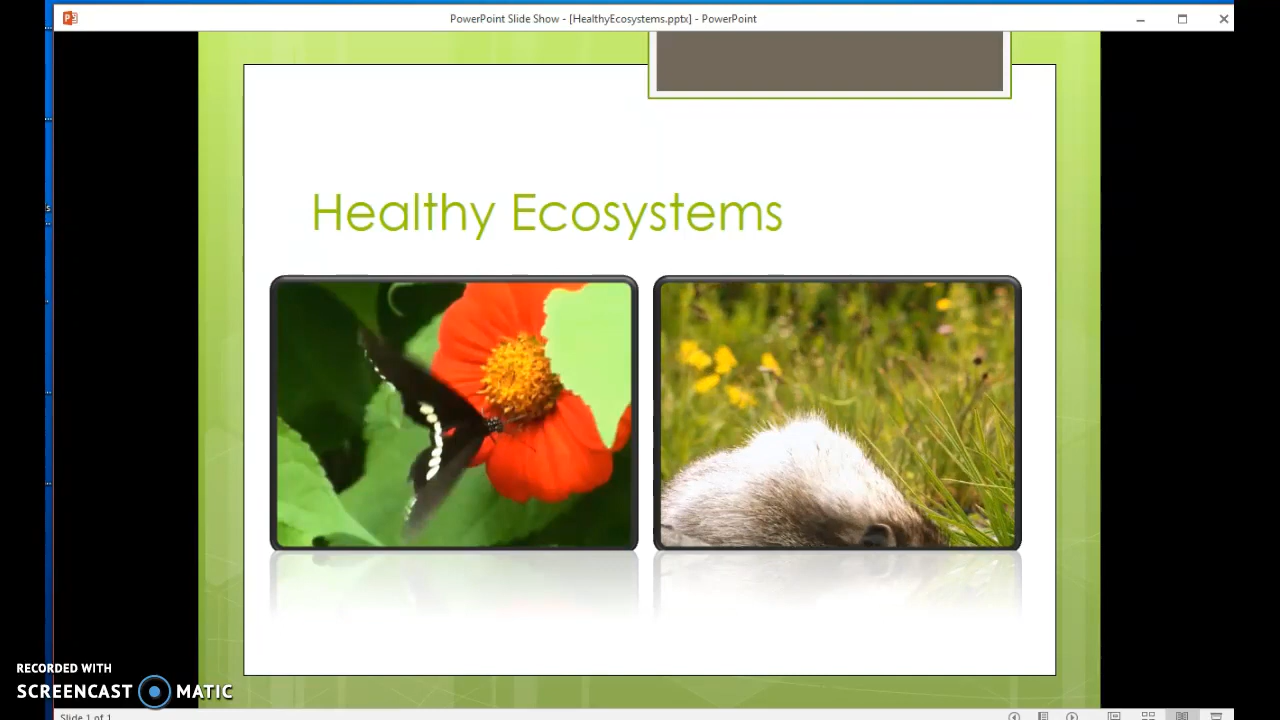 PowerPoint Slide Show - [HealthyEcosystems.pptx] - PowerPoint
Healthy Ecosystems
RECORDED WITH
SCREENCAST MATIC
Slide 1 of 1